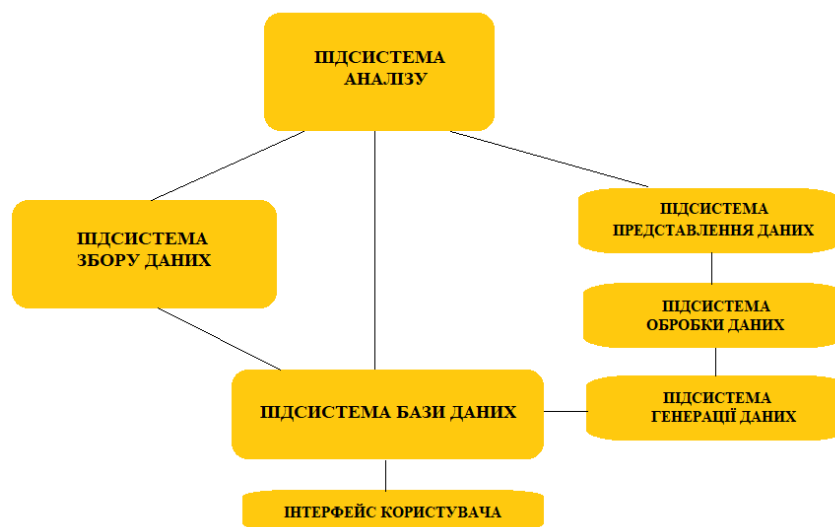 ПІДСИСТЕМА
АНАЛІЗУ
ПІДСИСТЕМА
ЗБОРУ ДАНИХ
ПІДСИСТЕМА
ПРЕДСТАВЛЕННЯ ДАНИХ
ПІДСИСТЕМА
ОБРОБКИ ДАНИХ
ПІДСИСТЕМА
ГЕНЕРАЦІЇ ДАНИХ
ПІДСИСТЕМА БАЗИ ДАНИХ
ІНТЕРФЕЙС КОРИСТУВАЧА